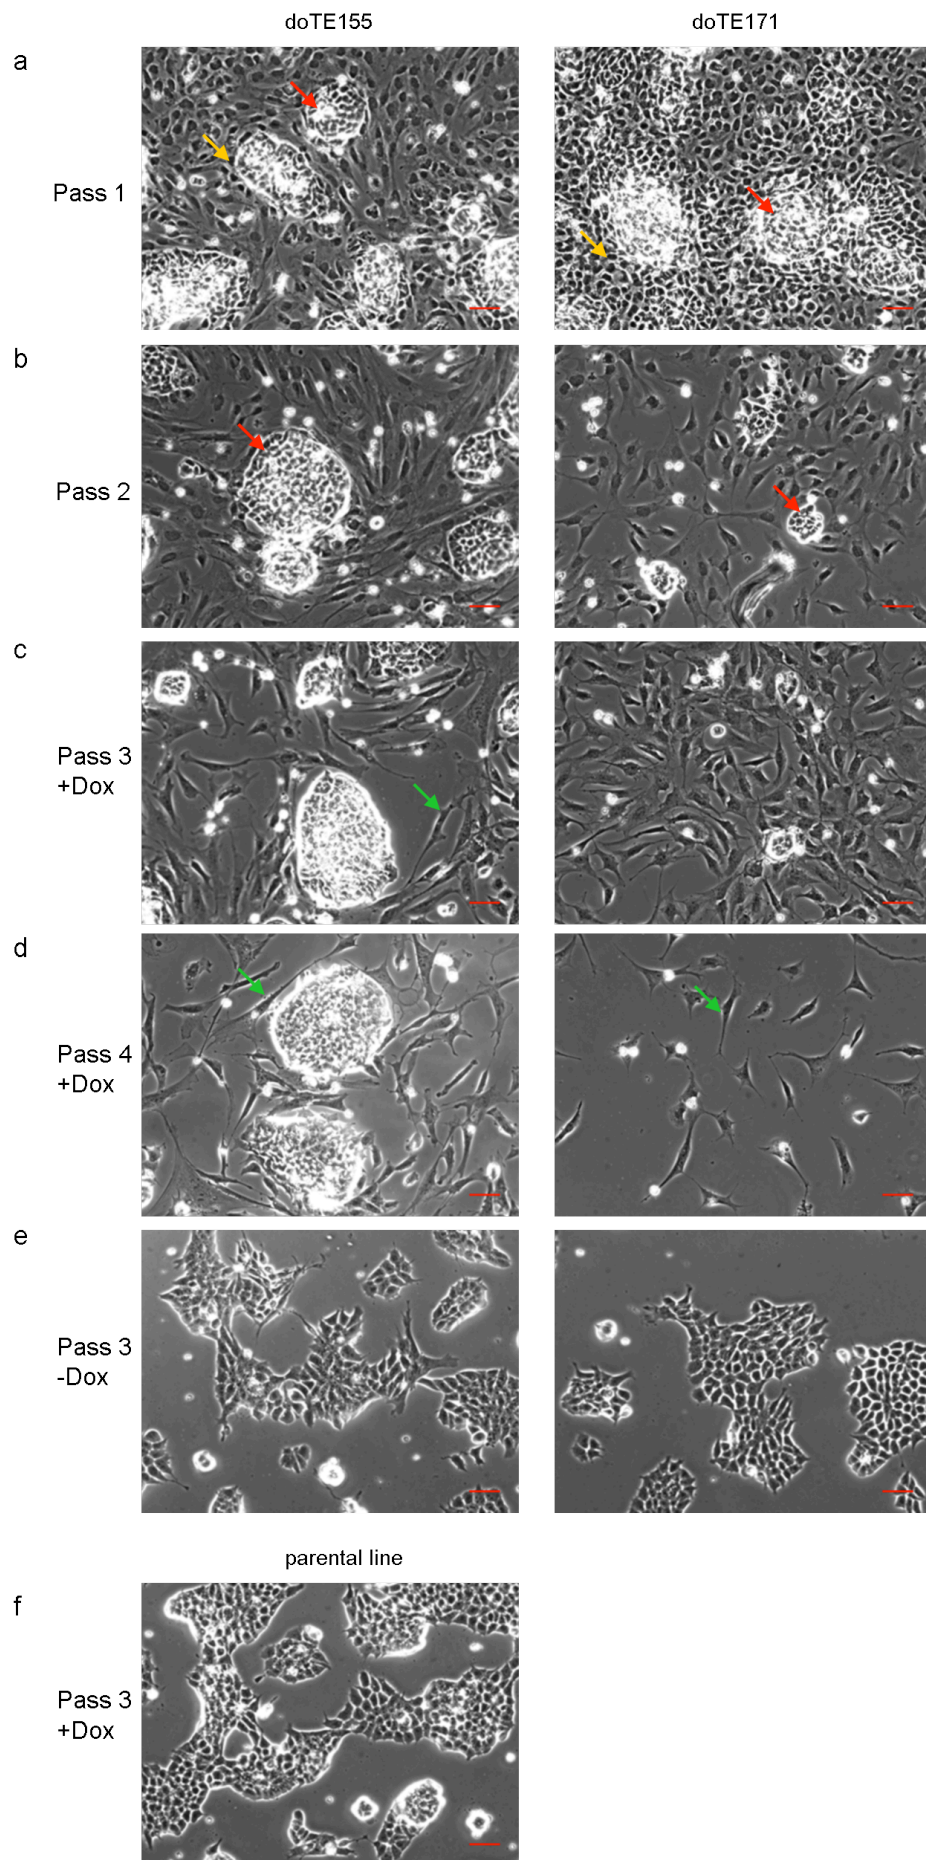 doTE155 doTE171
a
Pass 1
b
Pass 2
c
Pass 3
+Dox
d
Pass 4
+Dox
e
Pass 3
-Dox
parental line
f
Pass 3
+Dox